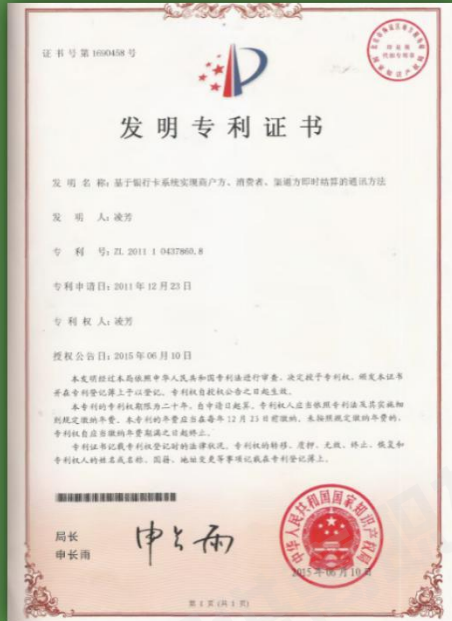 证书号第1690458号
发明专利证书
发明名称：基于银行卡系统实现商户方、消费者、渠道方即时结算的通讯方法
发明人：凌芳
专利号：ZL 2011 1 0437860.8
专利申请日：2011年12月23日
专利权人：凌芳
授权公告日：2015年06月10日
本发明经过本局依照中华人民共和国专利法进行审查，决定授予专利权，颁发本证书
并在专利登记簿上予以登记。专利权自授权公告之日起生效。
本专利的专利权期限为二十年，自申请日起算。专利权人应当依照专利法及其实施细
则规定缴纳年费。本专利的年费应当在每年12月23日前缴纳。未按照规定缴纳年费的，
专利权自应当缴纳年费期满之日起终止。
专利证书记载专利权登记时的法律状况。专利权的转移、质押、无效、终止、恢复和
专利权人的姓名或名称、国籍、地址变更等事项记载在专利登记簿上。
局长
申长雨
申长雨
中华人民共和国国家知识产权局
2015年06月10日
第1页(共1页)